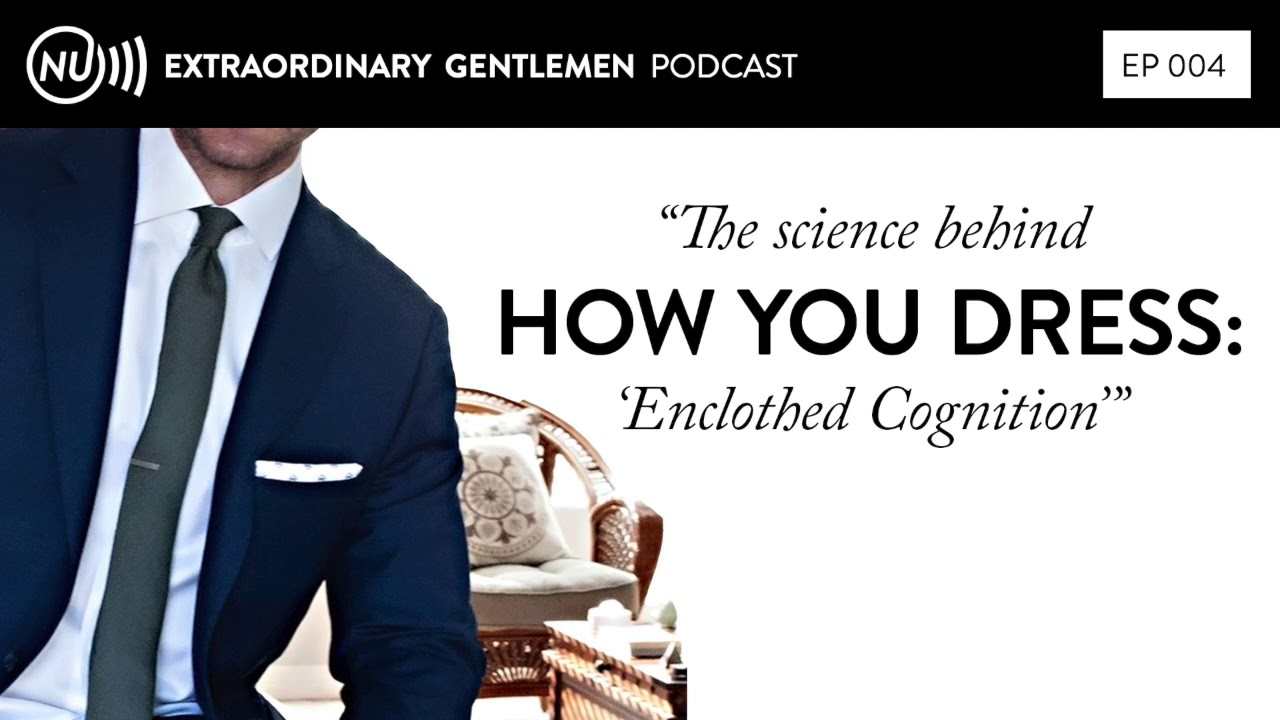 NU EXTRAORDINARY GENTLEMEN PODCAST
EP 004
“The science behind
HOW YOU DRESS:
‘Enclothed Cognition’”